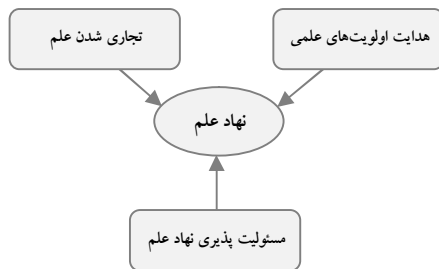 هدایت اولویت‌های علمی
تجاری شدن علم
نهاد علم
مسئولیت پذیری نهاد علم